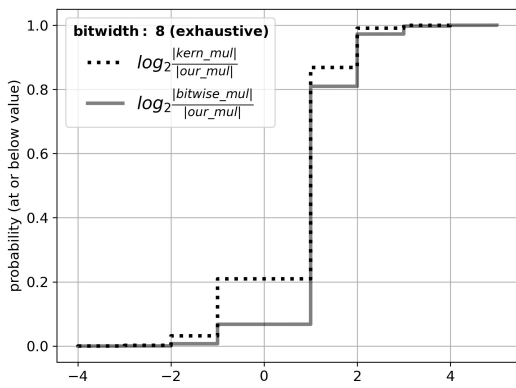 bitwidth: 8 (exhaustive)
log₂ |kern_mul| / |our_mul|
log₂ |bitwise_mul| / |our_mul|
probability (at or below value)
1.0
0.8
0.6
0.4
0.2
0.0
−4 −2 0 2 4